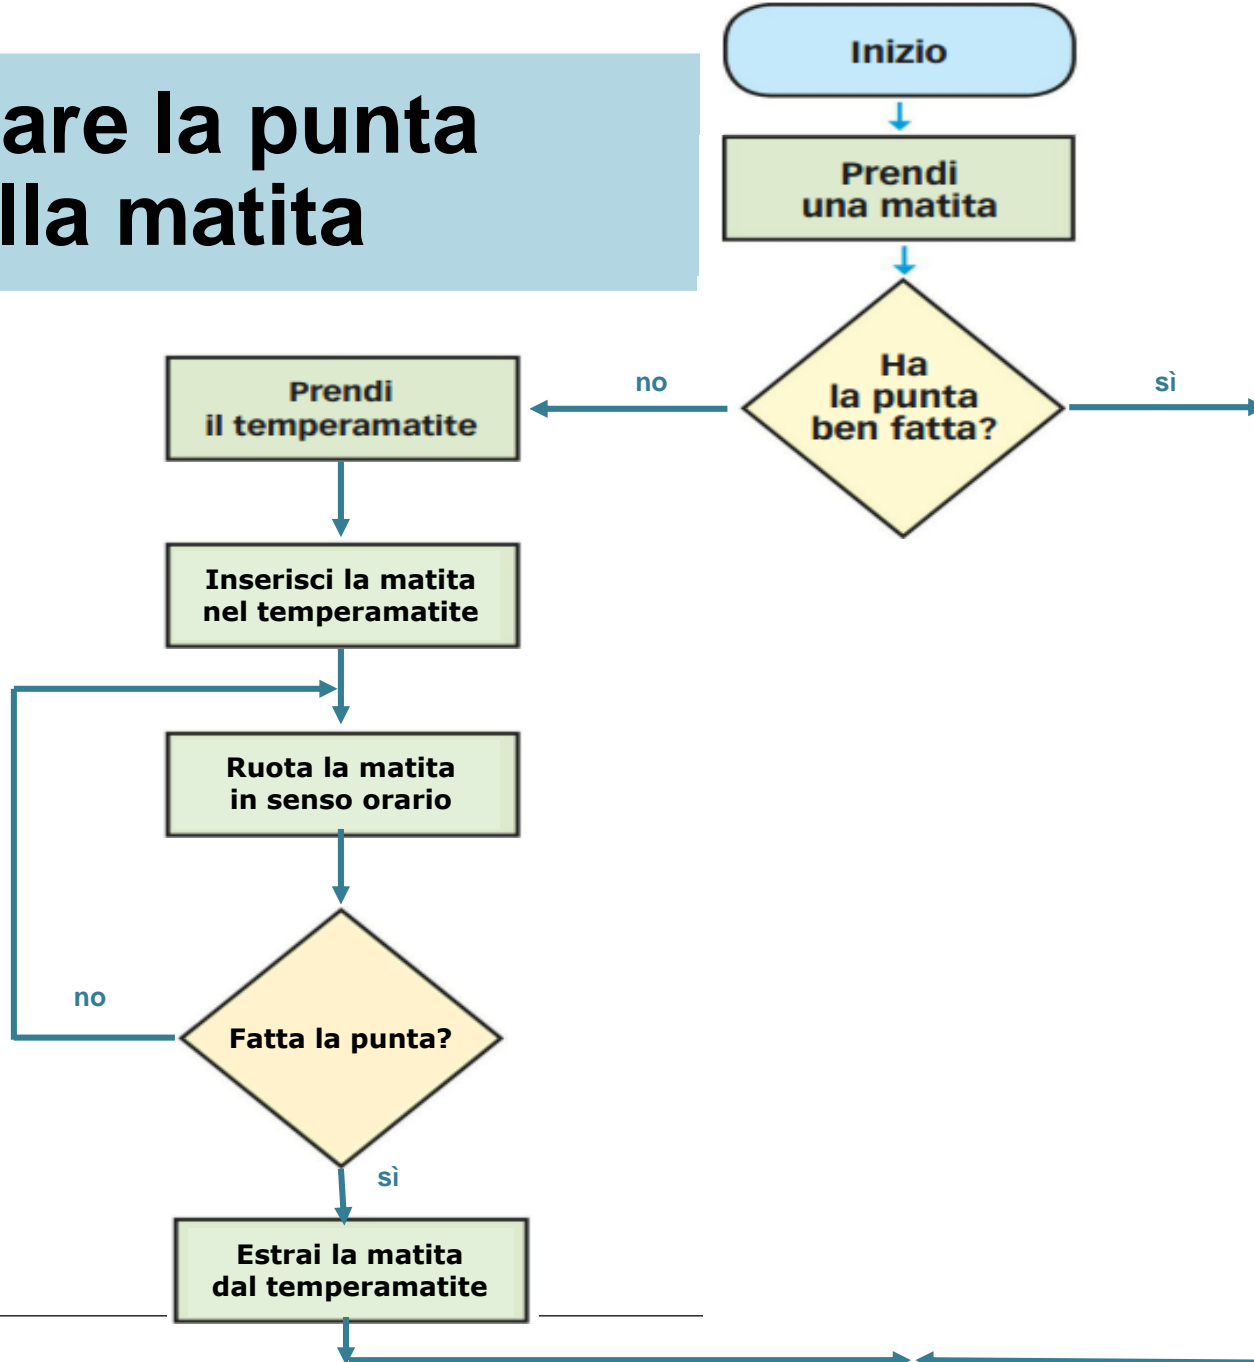 are la punta
lla matita
Inizio
Prendi
una matita
Ha
la punta
ben fatta?
no
sì
Prendi
il temperamatite
Inserisci la matita
nel temperamatite
Ruota la matita
in senso orario
Fatta la punta?
no
sì
Estrai la matita
dal temperamatite